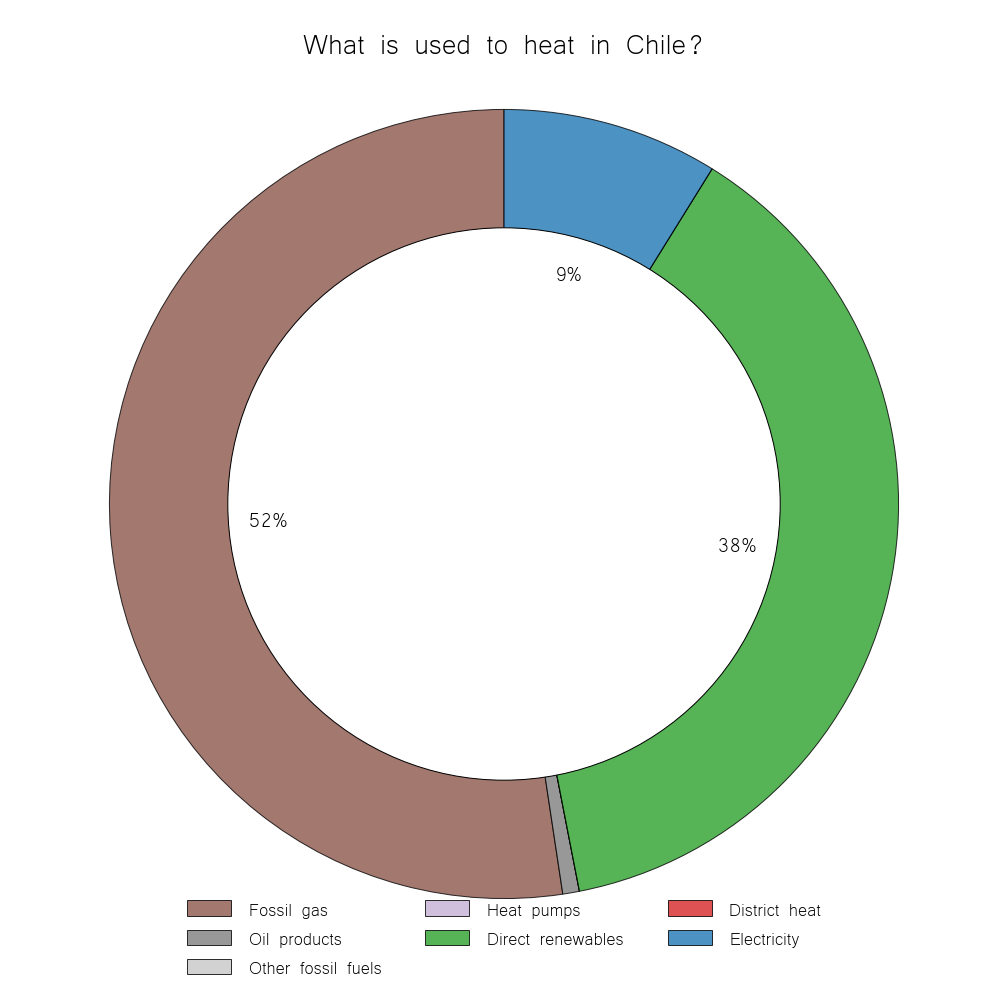 What is used to heat in Chile?
9%
52%
38%
Fossil gas
Heat pumps
District heat
Oil products
Direct renewables
Electricity
Other fossil fuels